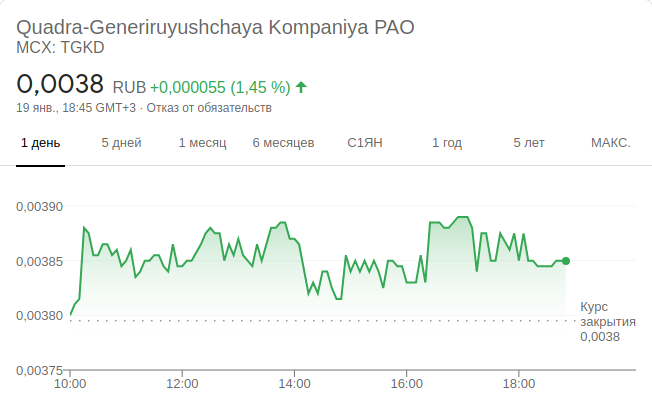 Quadra-Generiruyushchaya Kompaniya PAO
MCX: TGKD
0,0038 RUB +0,000055 (1,45 %)
19 янв., 18:45 GMT+3 · Отказ от обязательств
1 день 5 дней 1 месяц 6 месяцев С1ЯН 1 год 5 лет МАКС.
0,00390
0,00385
0,00380
Курс
закрытия
0,0038
0,00375
10:00 12:00 14:00 16:00 18:00